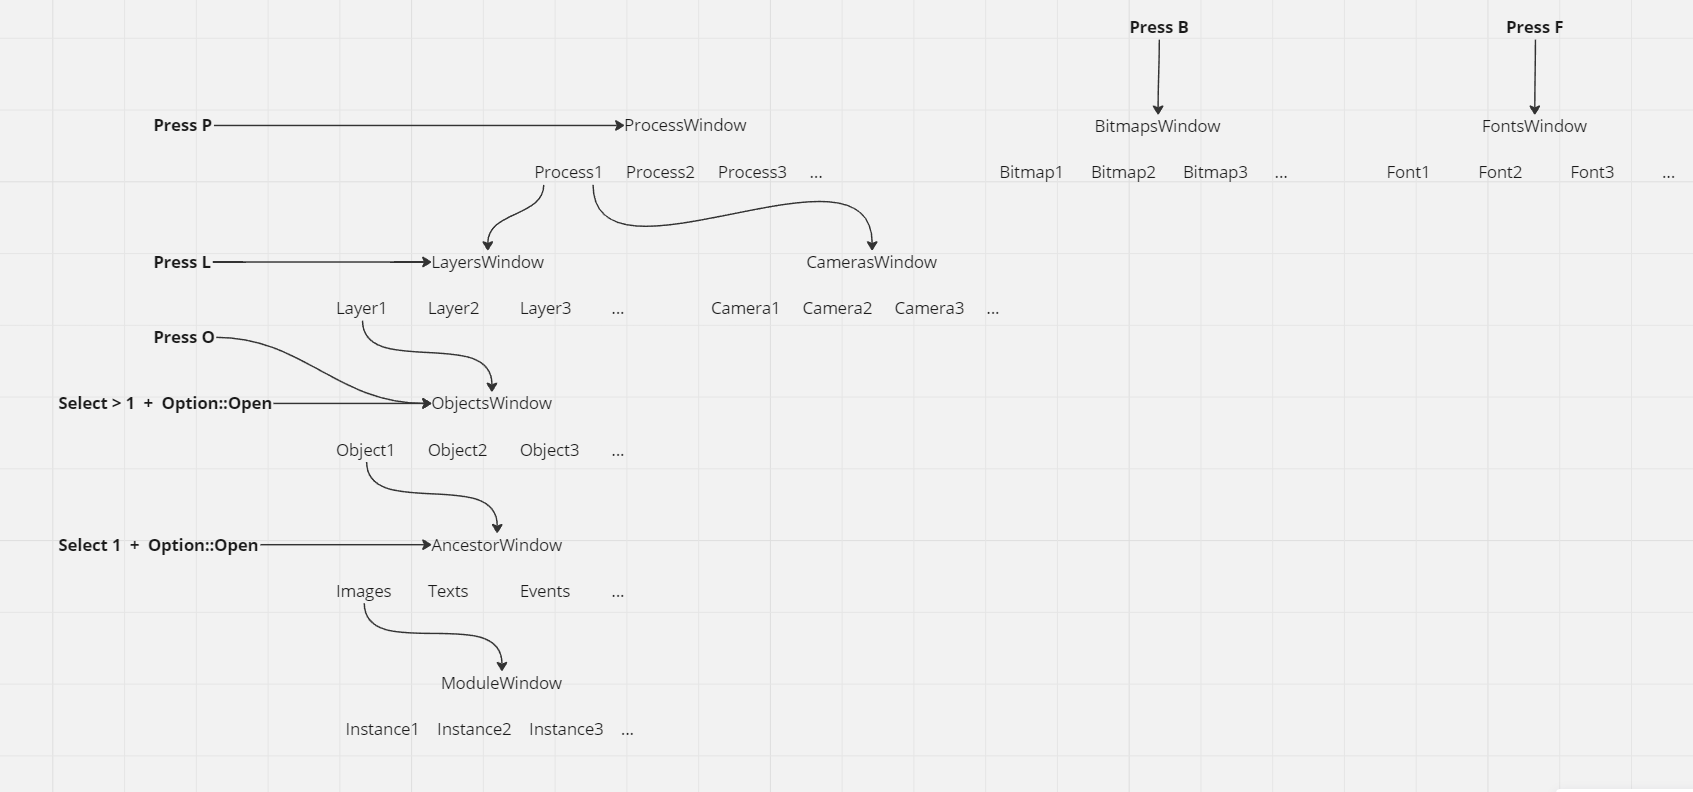 Press B
Press F
Press P
ProcessWindow
BitmapsWindow
FontsWindow
Process1 Process2 Process3 ...
Bitmap1 Bitmap2 Bitmap3 ...
Font1 Font2 Font3 ...
Press L
LayersWindow
CamerasWindow
Layer1 Layer2 Layer3 ...
Camera1 Camera2 Camera3 ...
Press O
Select > 1 + Option::Open
ObjectsWindow
Object1 Object2 Object3 ...
Select 1 + Option::Open
AncestorWindow
Images Texts Events ...
ModuleWindow
Instance1 Instance2 Instance3 ...